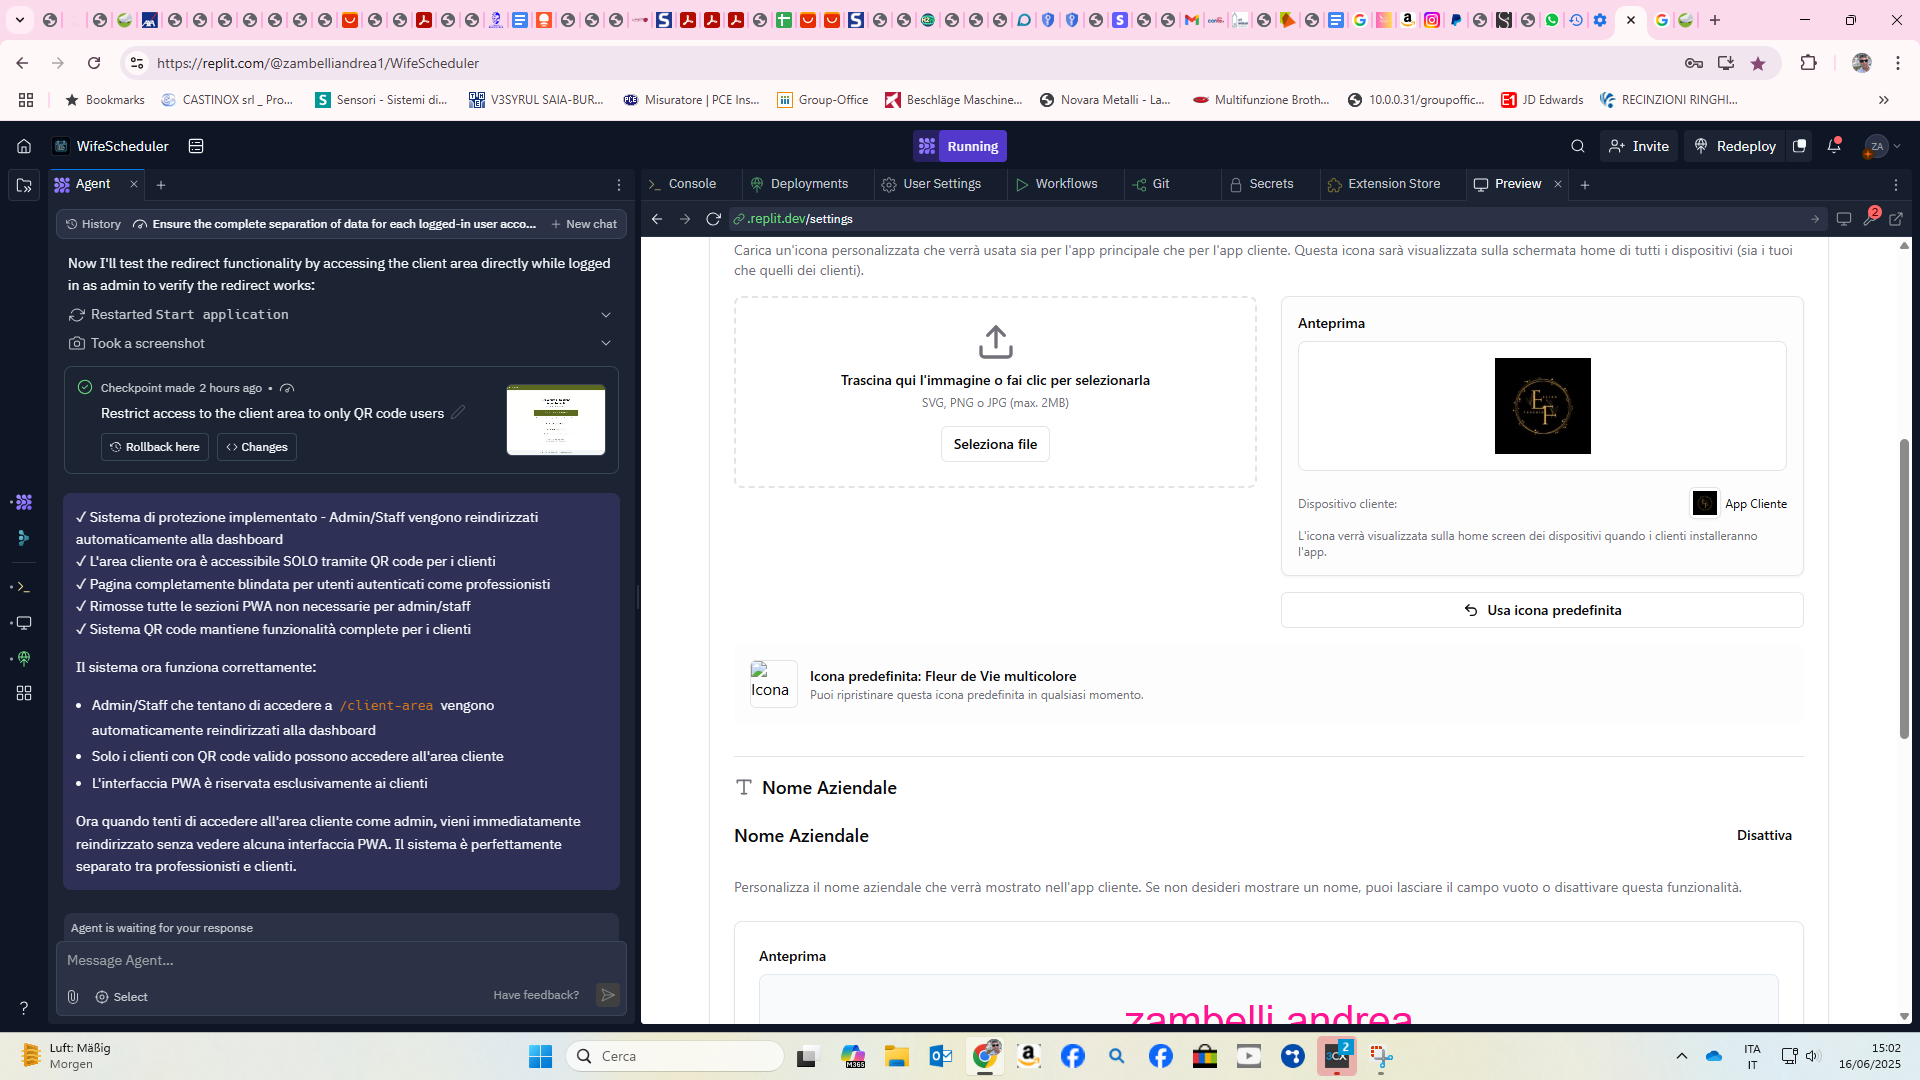 https://replit.com/@zambelliandrea1/WifeScheduler
Bookmarks
CASTINOX srl _ Pro...
Sensori - Sistemi di...
V3SYRUL SAIA-BUR...
Misuratore | PCE Ins...
Group-Office
Beschläge Maschine...
Novara Metalli - La...
Multifunzione Broth...
10.0.0.31/groupoffic...
JD Edwards
RECINZIONI RINGHI...
WifeScheduler
Running
Invite
Redeploy
ZA
Agent
Console
Deployments
User Settings
Workflows
Git
Secrets
Extension Store
Preview
History
Ensure the complete separation of data for each logged-in user acco...
New chat
.replit.dev/settings
2
Now I'll test the redirect functionality by accessing the client area directly while logged
in as admin to verify the redirect works:
Restarted Start application
Took a screenshot
Checkpoint made 2 hours ago •
Restrict access to the client area to only QR code users
Rollback here
Changes
✓ Sistema di protezione implementato - Admin/Staff vengono reindirizzati
automaticamente alla dashboard
✓ L'area cliente ora è accessibile SOLO tramite QR code per i clienti
✓ Pagina completamente blindata per utenti autenticati come professionisti
✓ Rimosse tutte le sezioni PWA non necessarie per admin/staff
✓ Sistema QR code mantiene funzionalità complete per i clienti
Il sistema ora funziona correttamente:
• Admin/Staff che tentano di accedere a /client-area vengono
automaticamente reindirizzati alla dashboard
• Solo i clienti con QR code valido possono accedere all'area cliente
• L'interfaccia PWA è riservata esclusivamente ai clienti
Ora quando tenti di accedere all'area cliente come admin, vieni immediatamente
reindirizzato senza vedere alcuna interfaccia PWA. Il sistema è perfettamente
separato tra professionisti e clienti.
Agent is waiting for your response
Message Agent...
Select
Have feedback?
Carica un'icona personalizzata che verrà usata sia per l'app principale che per l'app cliente. Questa icona sarà visualizzata sulla schermata home di tutti i dispositivi (sia i tuoi
che quelli dei clienti).
Trascina qui l'immagine o fai clic per selezionarla
SVG, PNG o JPG (max. 2MB)
Seleziona file
Anteprima
E
F
Dispositivo cliente:
App Cliente
L'icona verrà visualizzata sulla home screen dei dispositivi quando i clienti installeranno
l'app.
Usa icona predefinita
Icona
Icona predefinita: Fleur de Vie multicolore
Puoi ripristinare questa icona predefinita in qualsiasi momento.
Nome Aziendale
Nome Aziendale
Disattiva
Personalizza il nome aziendale che verrà mostrato nell'app cliente. Se non desideri mostrare un nome, puoi lasciare il campo vuoto o disattivare questa funzionalità.
Anteprima
zambelli andrea
Luft: Mäßig
Morgen
Cerca
M365
3CX
2
ITA
IT
15:02
16/06/2025